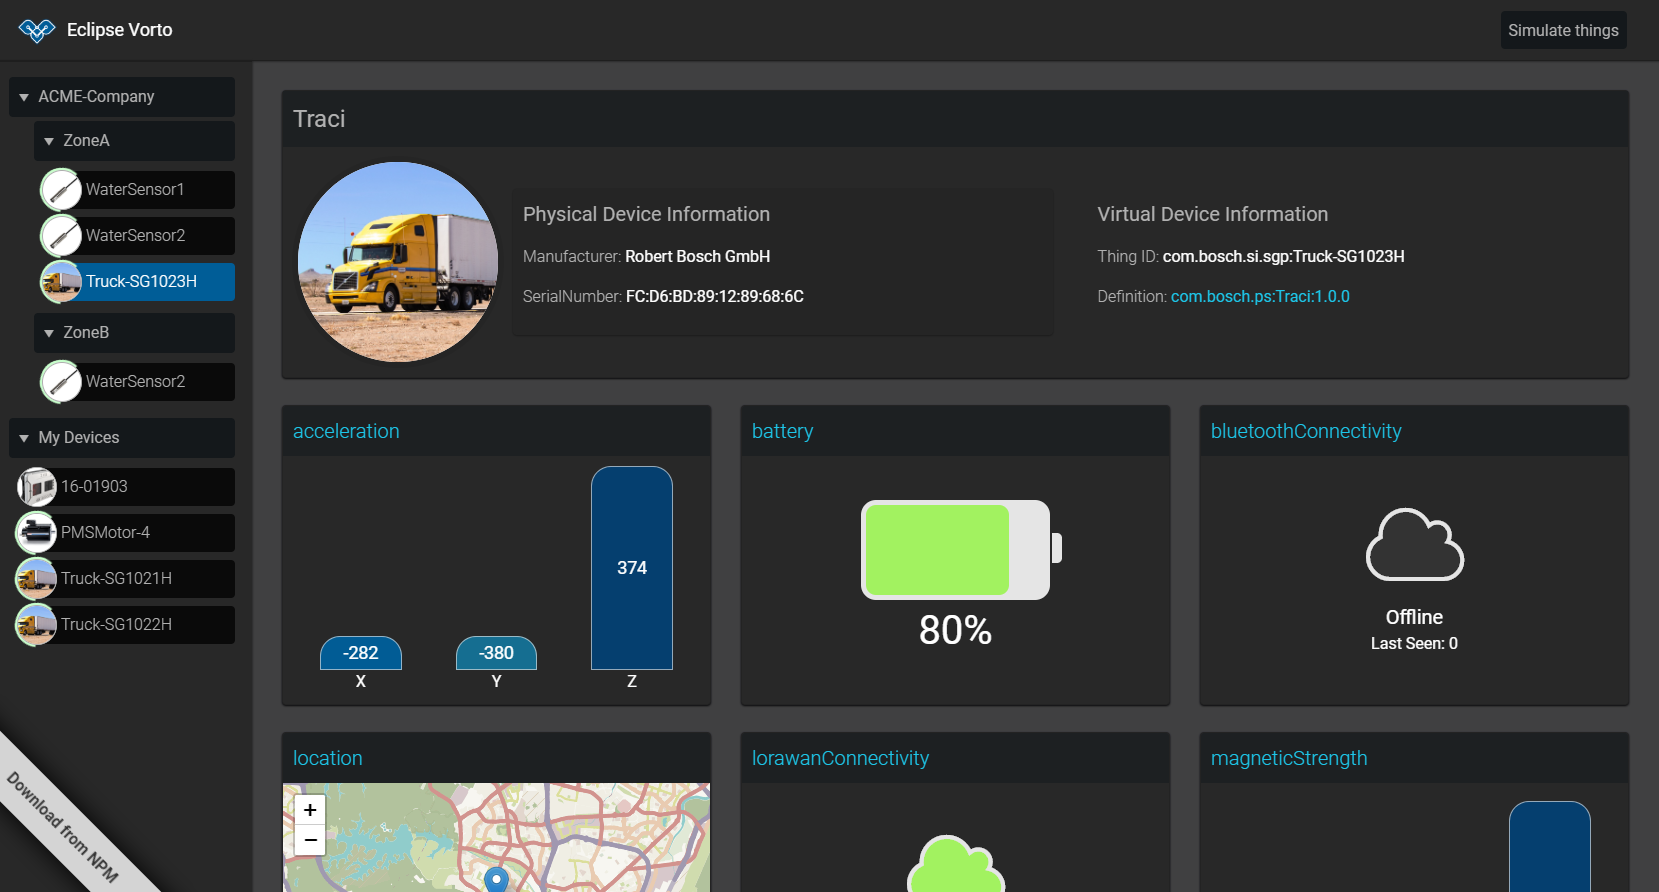 Eclipse Vorto
Simulate things
ACME-Company
ZoneA
WaterSensor1
WaterSensor2
Truck-SG1023H
ZoneB
WaterSensor2
My Devices
16-01903
PMSMotor-4
Truck-SG1021H
Truck-SG1022H
Download from NPM
Traci
Physical Device Information
Manufacturer: Robert Bosch GmbH
SerialNumber: FC:D6:BD:89:12:89:68:6C
Virtual Device Information
Thing ID: com.bosch.si.sgp:Truck-SG1023H
Definition: com.bosch.ps:Traci:1.0.0
acceleration
374
-282
-380
X
Y
Z
battery
80%
bluetoothConnectivity
Offline
Last Seen: 0
location
+
−
lorawanConnectivity
magneticStrength